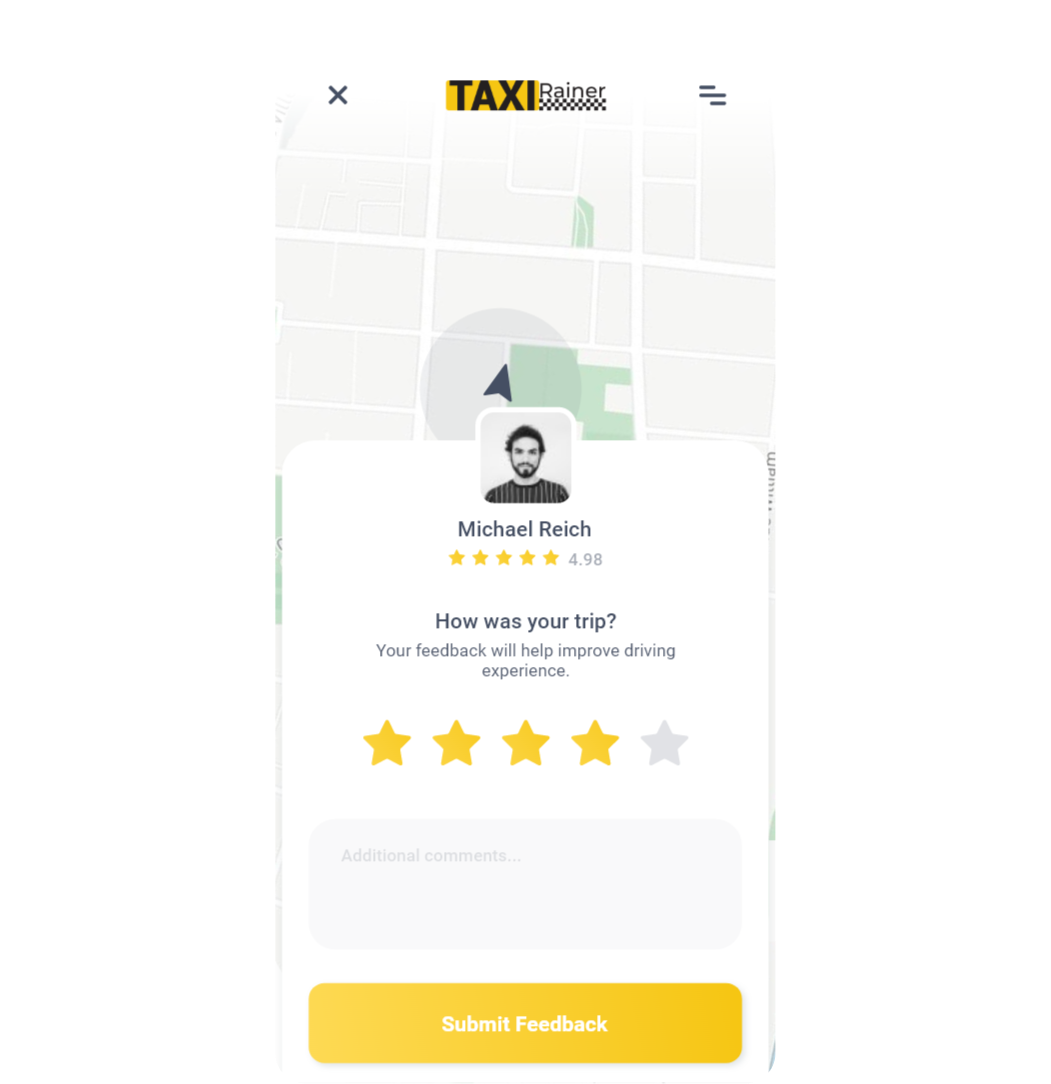 TAXI Rainer
Michael Reich
4.98
How was your trip?
Your feedback will help improve driving
experience.
Additional comments...
Submit Feedback